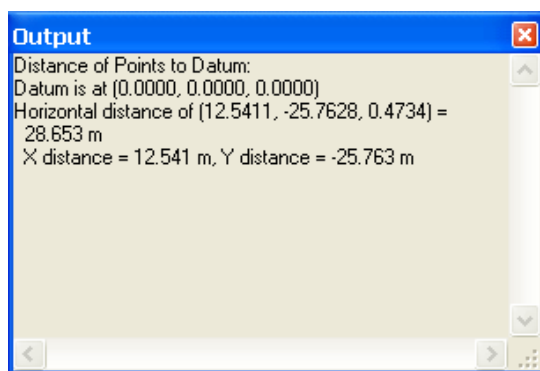 Output
Distance of Points to Datum:
Datum is at (0.0000, 0.0000, 0.0000)
Horizontal distance of (12.5411, -25.7628, 0.4734) =
28.653 m
X distance = 12.541 m, Y distance = -25.763 m